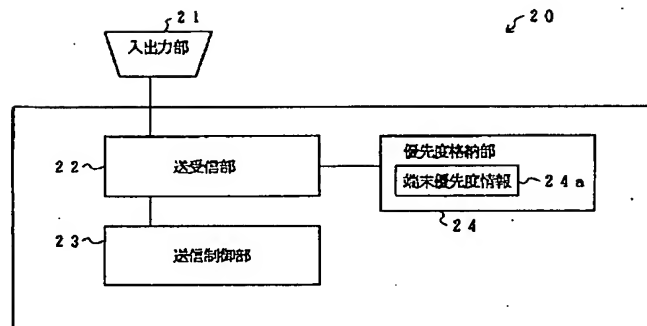 21
20
入出力部
22
送受信部
優先度格納部
端末優先度情報
24a
24
23
送信制御部